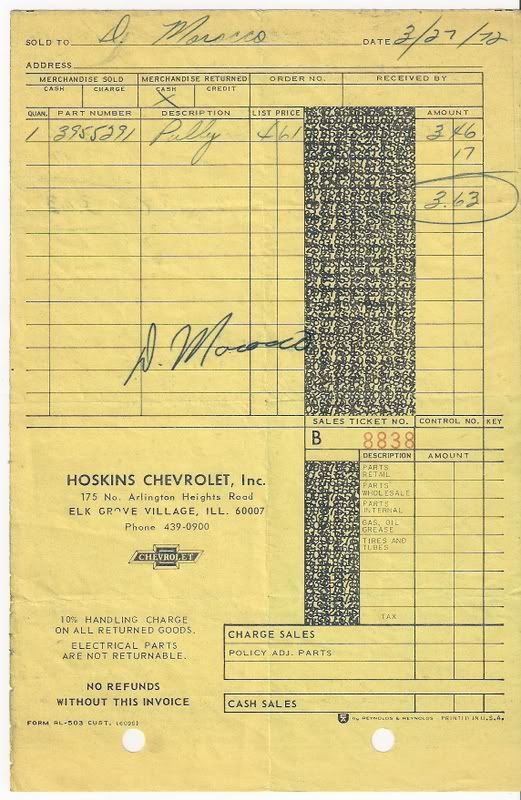 SOLD TO D. Morocco DATE 3/27/72
ADDRESS
MERCHANDISE SOLD MERCHANDISE RETURNED ORDER NO. RECEIVED BY
CASH CHARGE CASH CREDIT
X
QUAN. PART NUMBER DESCRIPTION LIST PRICE AMOUNT
1 3955291 Pully 461 3 46
17
3.63
D. Morocco
SALES TICKET NO. CONTROL NO. KEY
B 8838
DESCRIPTION AMOUNT
PARTS RETAIL
PARTS WHOLESALE
PARTS INTERNAL
GAS, OIL GREASE
TIRES AND TUBES
TAX
HOSKINS CHEVROLET, Inc.
175 No. Arlington Heights Road
ELK GROVE VILLAGE, ILL. 60007
Phone 439-0900
CHEVROLET
10% HANDLING CHARGE
ON ALL RETURNED GOODS.
ELECTRICAL PARTS
ARE NOT RETURNABLE.
NO REFUNDS
WITHOUT THIS INVOICE
CHARGE SALES
POLICY ADJ. PARTS
CASH SALES
FORM RL-503 CUST.
By REYNOLDS & REYNOLDS - PRINTED IN U.S.A.